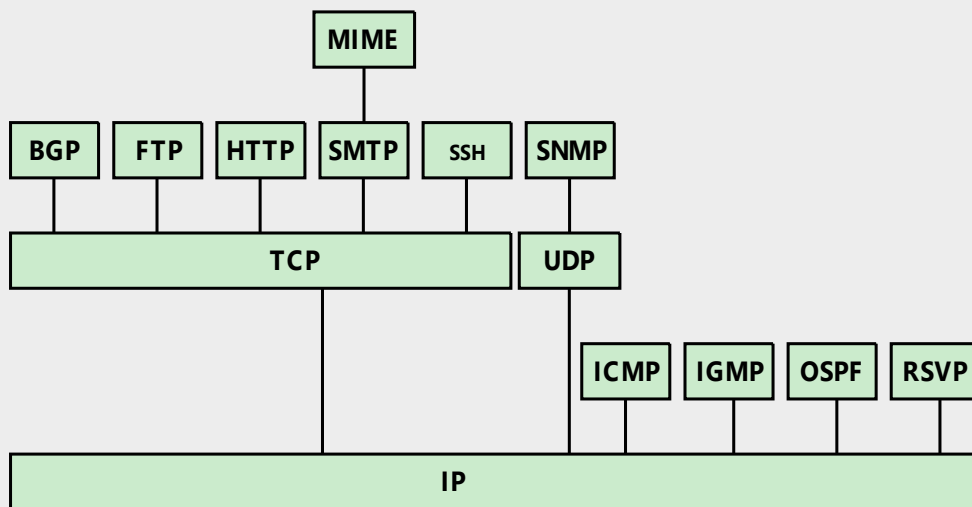 MIME
BGP FTP HTTP SMTP SSH SNMP
TCP UDP
ICMP IGMP OSPF RSVP
IP